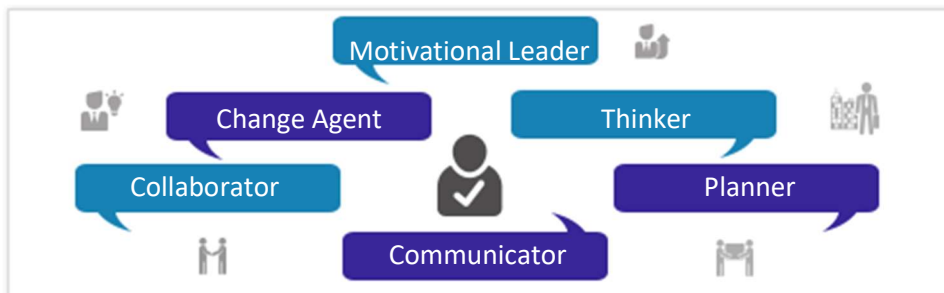 Motivational Leader
Change Agent
Thinker
Collaborator
Planner
Communicator